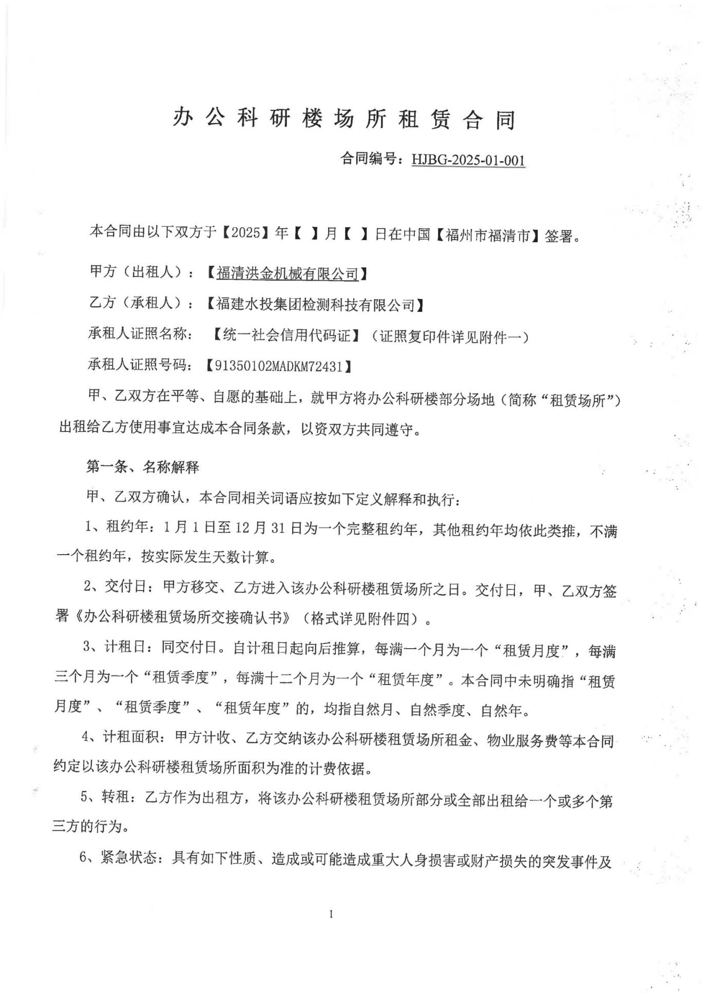 办公科研楼场所租赁合同
合同编号：HJBG-2025-01-001
本合同由以下双方于【2025】年【 】月【 】日在中国【福州市福清市】签署。
甲方（出租人）：【福清洪金机械有限公司】
乙方（承租人）：【福建水投集团检测科技有限公司】
承租人证照名称： 【统一社会信用代码证】（证照复印件详见附件一）
承租人证照号码：【91350102MADKM72431】
甲、乙双方在平等、自愿的基础上，就甲方将办公科研楼部分场地（简称“租赁场所”）
出租给乙方使用事宜达成本合同条款，以资双方共同遵守。
第一条、名称解释
甲、乙双方确认，本合同相关词语应按如下定义解释和执行：
1、租约年：1月1日至12月31日为一个完整租约年，其他租约年均依此类推，不满
一个租约年，按实际发生天数计算。
2、交付日：甲方移交、乙方进入该办公科研楼租赁场所之日。交付日，甲、乙双方签
署《办公科研楼租赁场所交接确认书》（格式详见附件四）。
3、计租日：同交付日。自计租日起向后推算，每满一个月为一个“租赁月度”，每满
三个月为一个“租赁季度”，每满十二个月为一个“租赁年度”。本合同中未明确指“租赁
月度”、“租赁季度”、“租赁年度”的，均指自然月、自然季度、自然年。
4、计租面积：甲方计收、乙方交纳该办公科研楼租赁场所租金、物业服务费等本合同
约定以该办公科研楼租赁场所面积为准的计费依据。
5、转租：乙方作为出租方，将该办公科研楼租赁场所部分或全部出租给一个或多个第
三方的行为。
6、紧急状态：具有如下性质、造成或可能造成重大人身损害或财产损失的突发事件及
1